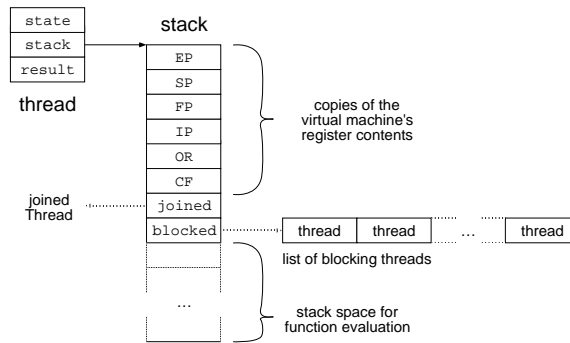 state
stack
result
thread
stack
EP
SP
FP
IP
OR
CF
joined
blocked
...
copies of the
virtual machine's
register contents
joined
Thread
thread
thread
...
thread
list of blocking threads
stack space for
function evaluation